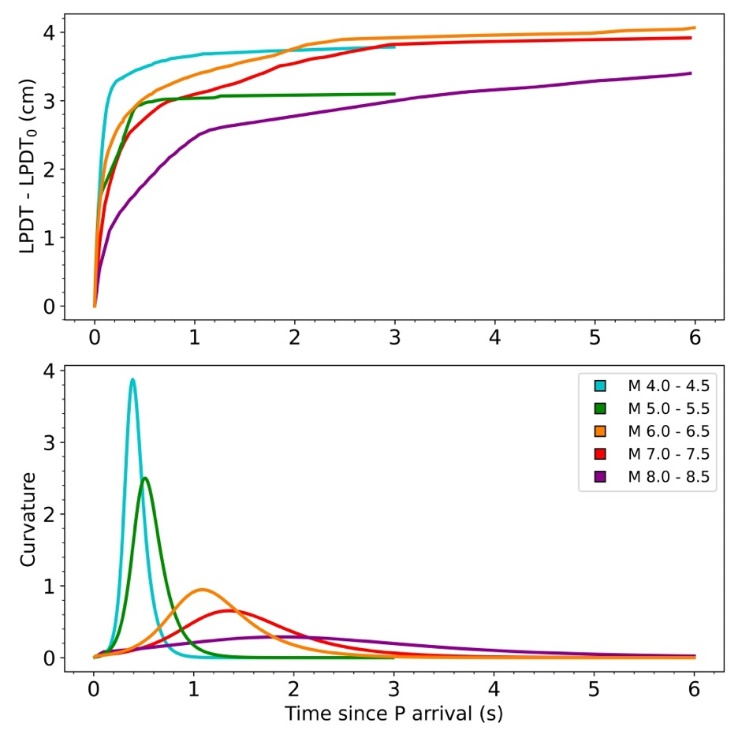 4
3
2
1
0
LPDT - LPDT₀ (cm)
0 1 2 3 4 5 6
4
3
2
1
0
Curvature
M 4.0 - 4.5
M 5.0 - 5.5
M 6.0 - 6.5
M 7.0 - 7.5
M 8.0 - 8.5
0 1 2 3 4 5 6
Time since P arrival (s)